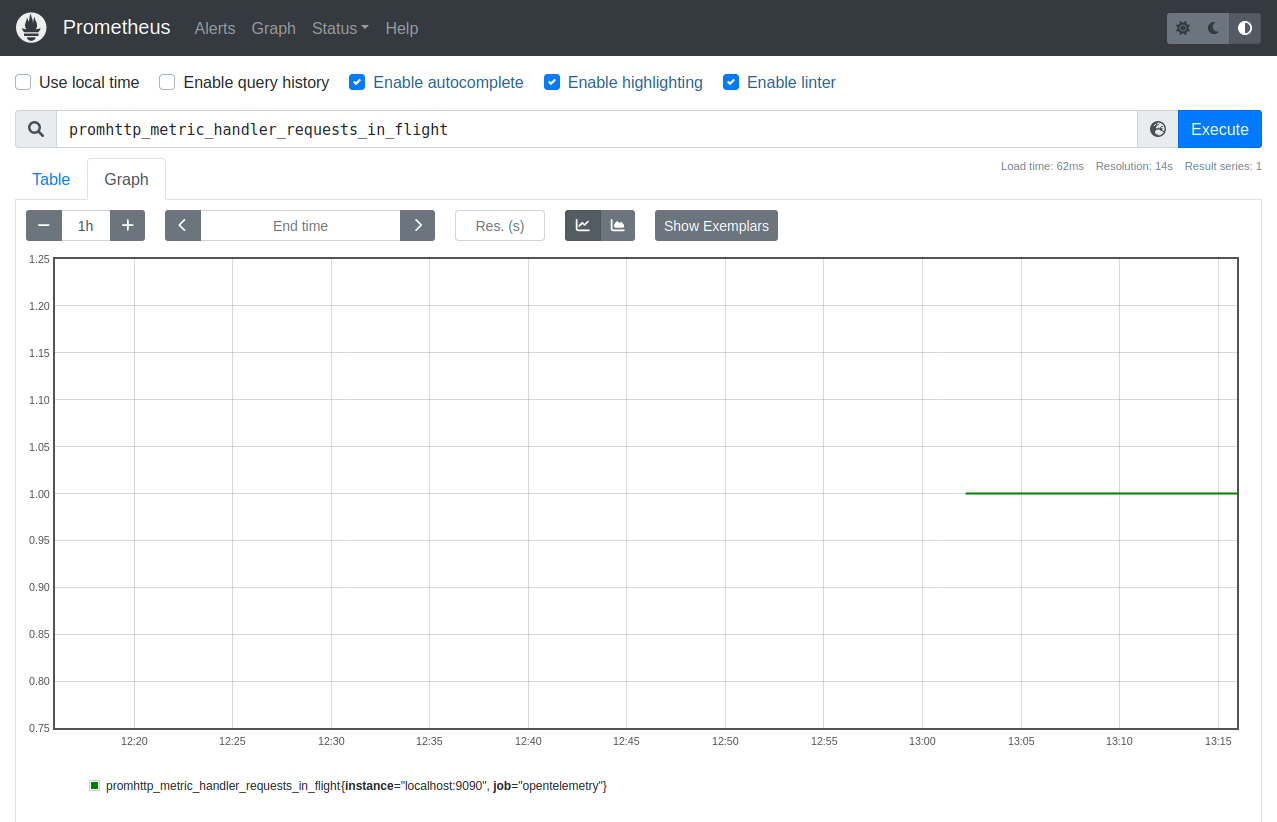 Prometheus Alerts Graph Status Help
Use local time Enable query history Enable autocomplete Enable highlighting Enable linter
promhttp_metric_handler_requests_in_flight Execute
Load time: 62ms Resolution: 14s Result series: 1
Table Graph
1h End time Res. (s) Show Exemplars
1.25
1.20
1.15
1.10
1.05
1.00
0.95
0.90
0.85
0.80
0.75
12:20 12:25 12:30 12:35 12:40 12:45 12:50 12:55 13:00 13:05 13:10 13:15
promhttp_metric_handler_requests_in_flight{instance="localhost:9090", job="opentelemetry"}